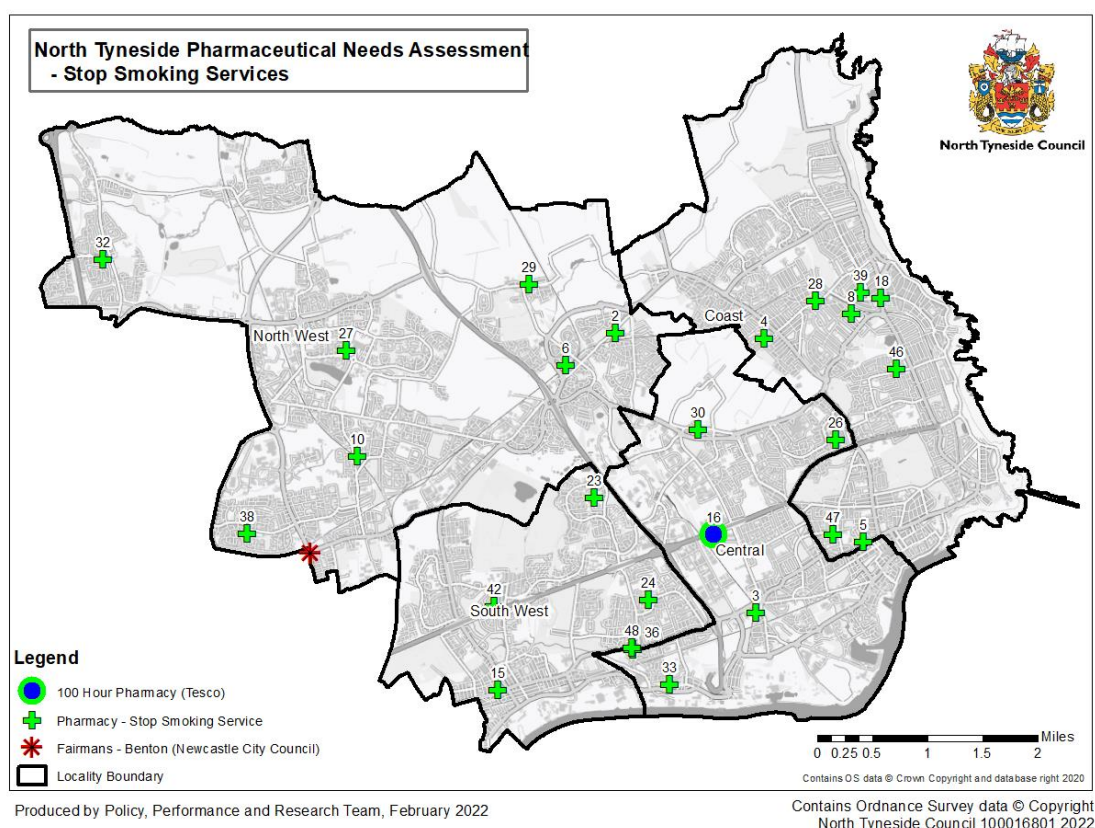 North Tyneside Pharmaceutical Needs Assessment
- Stop Smoking Services
North Tyneside Council
32
29
39
18
28
8
2
Coast
4
North West
27
6
46
30
26
10
23
16
38
47
5
Central
42
24
South West
3
48
36
33
15
Legend
100 Hour Pharmacy (Tesco)
Pharmacy - Stop Smoking Service
Fairmans - Benton (Newcastle City Council)
Locality Boundary
Miles
0 0.25 0.5 1 1.5 2
Contains OS data © Crown Copyright and database right 2020
Produced by Policy, Performance and Research Team, February 2022
Contains Ordnance Survey data © Copyright
North Tyneside Council 100016801 2022